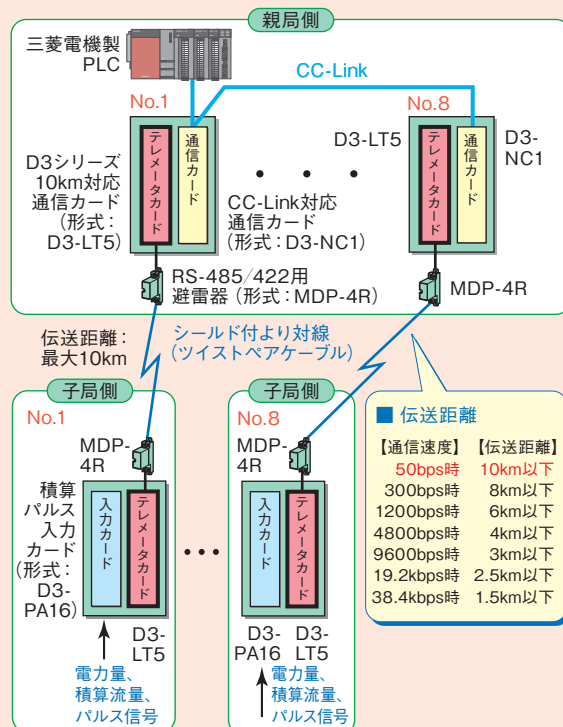 親局側
三菱電機製
PLC
CC-Link
No.1
No.8
テレメータカード
通信カード
D3シリーズ
10km対応
通信カード
(形式：
D3-LT5)
CC-Link対応
通信カード
(形式：D3-NC1)
D3-LT5
テレメータカード
通信カード
D3-
NC1
RS-485/422用
避雷器(形式：MDP-4R)
MDP-4R
伝送距離：
最大10km
シールド付より対線
(ツイストペアケーブル)
子局側
No.1
MDP-
4R
積算
パルス
入力
カード
(形式：
D3-
PA16)
入力カード
テレメータカード
D3-
LT5
電力量、
積算流量、
パルス信号
子局側
No.8
MDP-
4R
入力カード
テレメータカード
D3-
PA16
D3-
LT5
電力量、
積算流量、
パルス信号
■ 伝送距離
【通信速度】【伝送距離】
50bps時 10km以下
300bps時 8km以下
1200bps時 6km以下
4800bps時 4km以下
9600bps時 3km以下
19.2kbps時 2.5km以下
38.4kbps時 1.5km以下